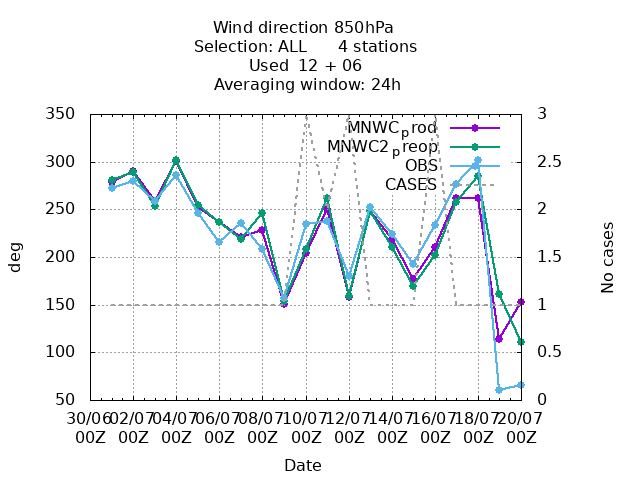 Wind direction 850hPa
Selection: ALL 4 stations
Used 12 + 06
Averaging window: 24h
350 3
MNWC_prod
MNWC2_preop
300 OBS 2.5
CASES
250 2
deg 200 1.5 No cases
150 1
100 0.5
50 0
30/06 02/07 04/07 06/07 08/07 10/07 12/07 14/07 16/07 18/07 20/07
00Z 00Z 00Z 00Z 00Z 00Z 00Z 00Z 00Z 00Z 00Z
Date